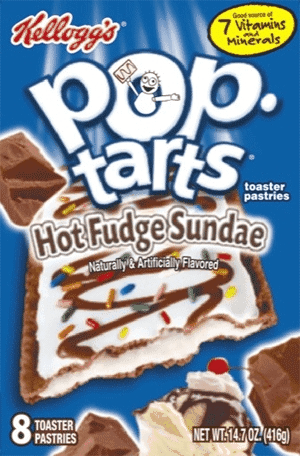 Kellogg's
Good source of
7 Vitamins
and
Minerals
pop.
tarts
toaster
pastries
Hot Fudge Sundae
Naturally & Artificially Flavored
8 TOASTER
PASTRIES
NET WT. 14.7 OZ. (416g)